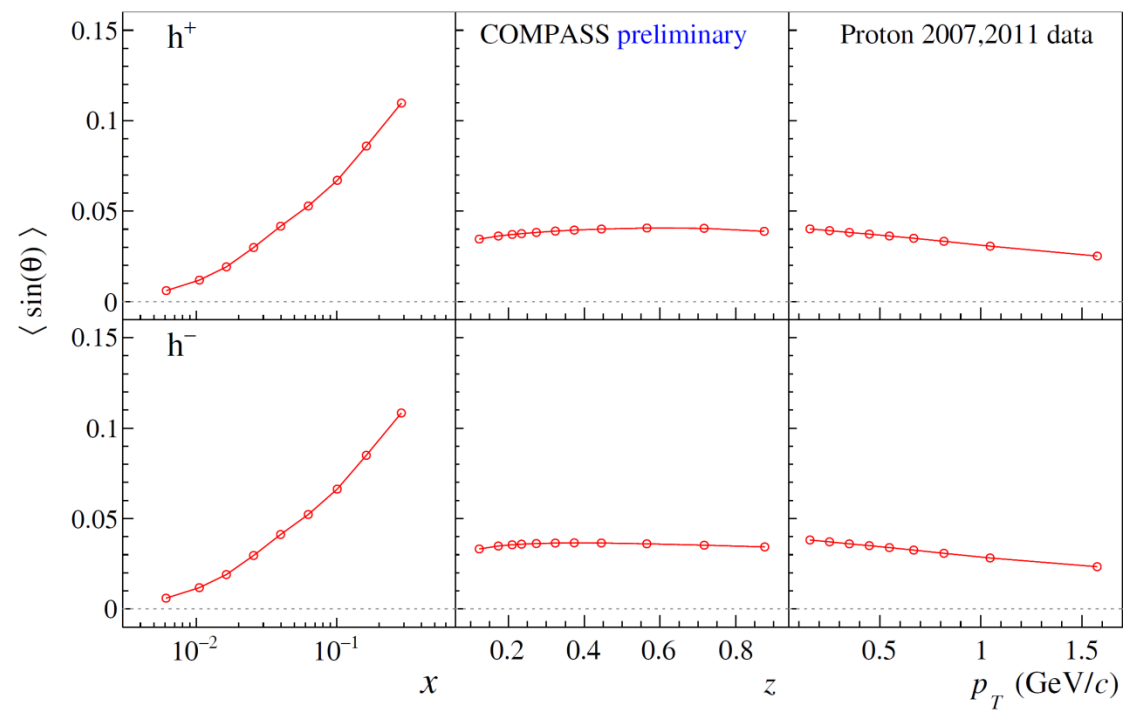 h⁺
COMPASS preliminary
Proton 2007,2011 data
0.15
0.1
0.05
0
⟨ sin(θ) ⟩
h⁻
0.15
0.1
0.05
0
10⁻² 10⁻¹
0.2 0.4 0.6 0.8
0.5 1 1.5
x
z
p_T (GeV/c)